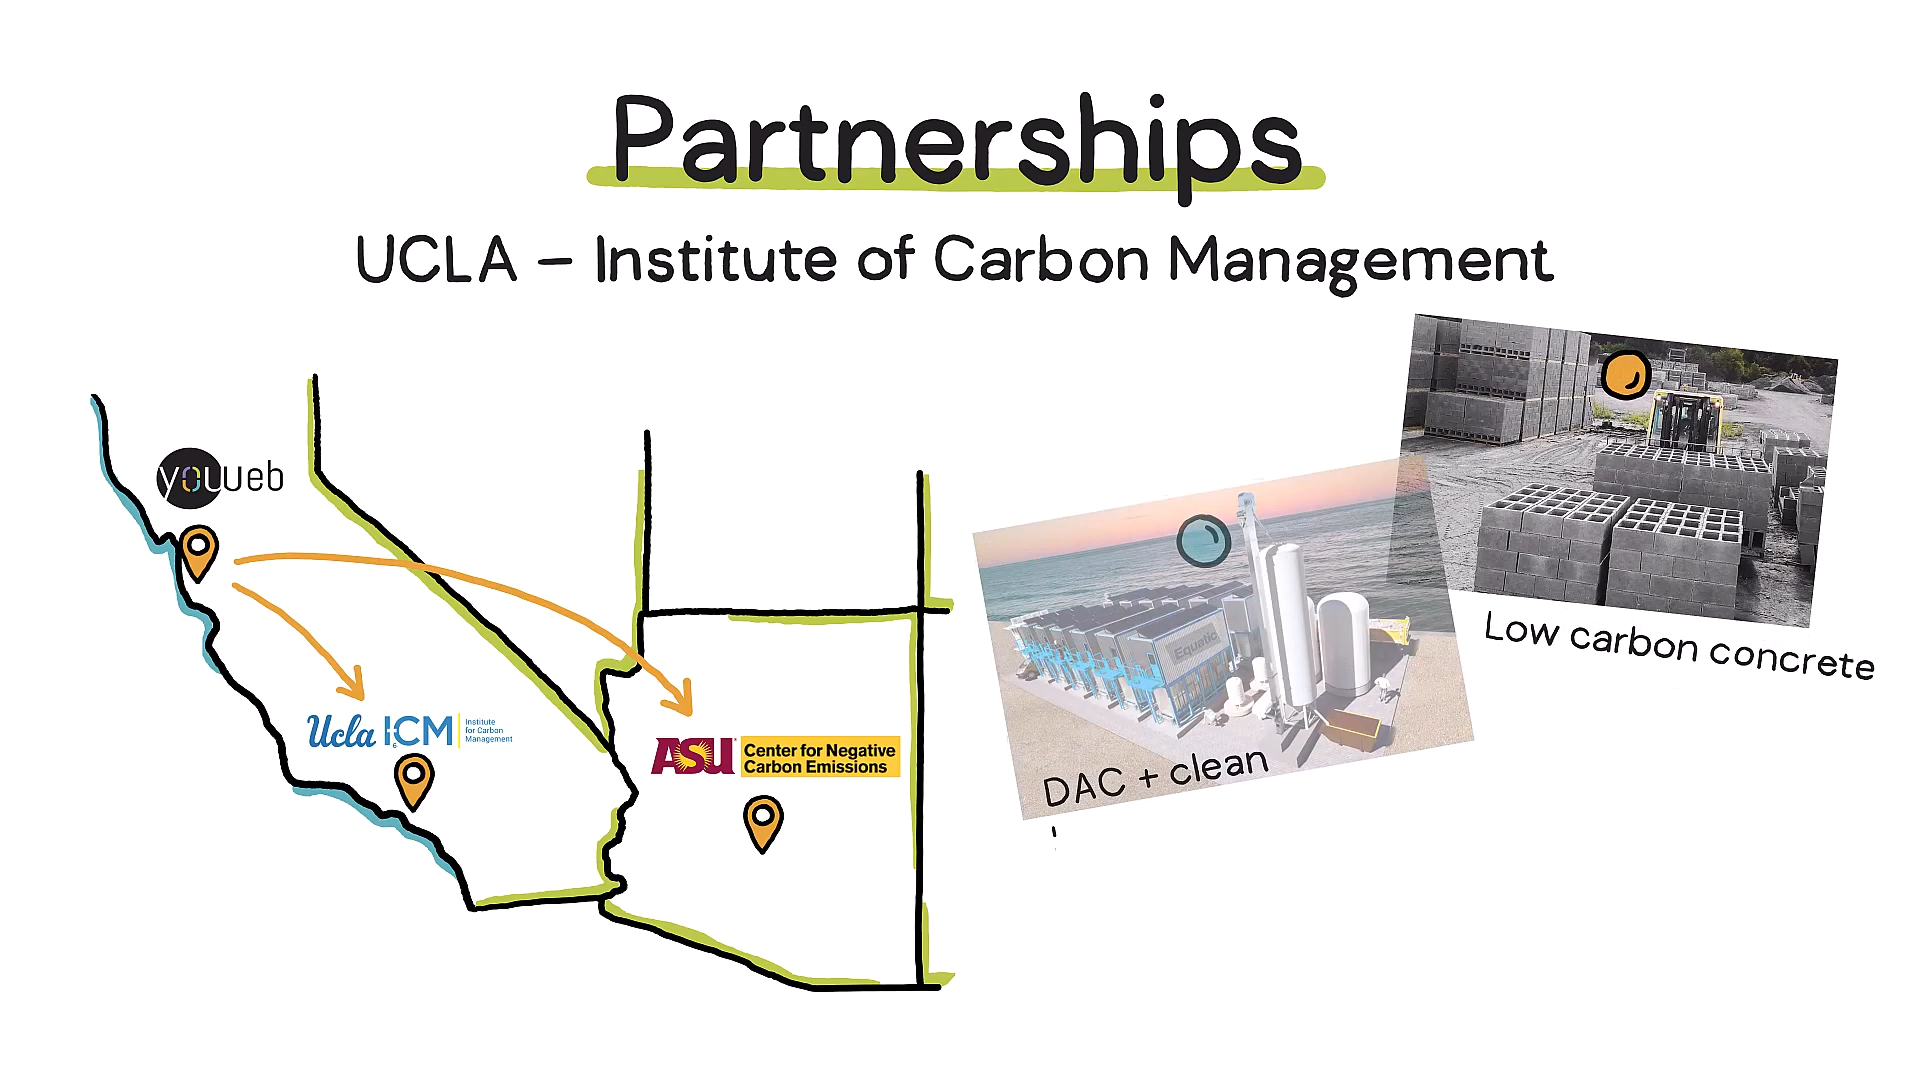 Partnerships
UCLA – Institute of Carbon Management
youweb
Ucla ICM Institute
for Carbon
Management
6
ASU Center for Negative
Carbon Emissions
Equatic
Low carbon concrete
DAC + clean